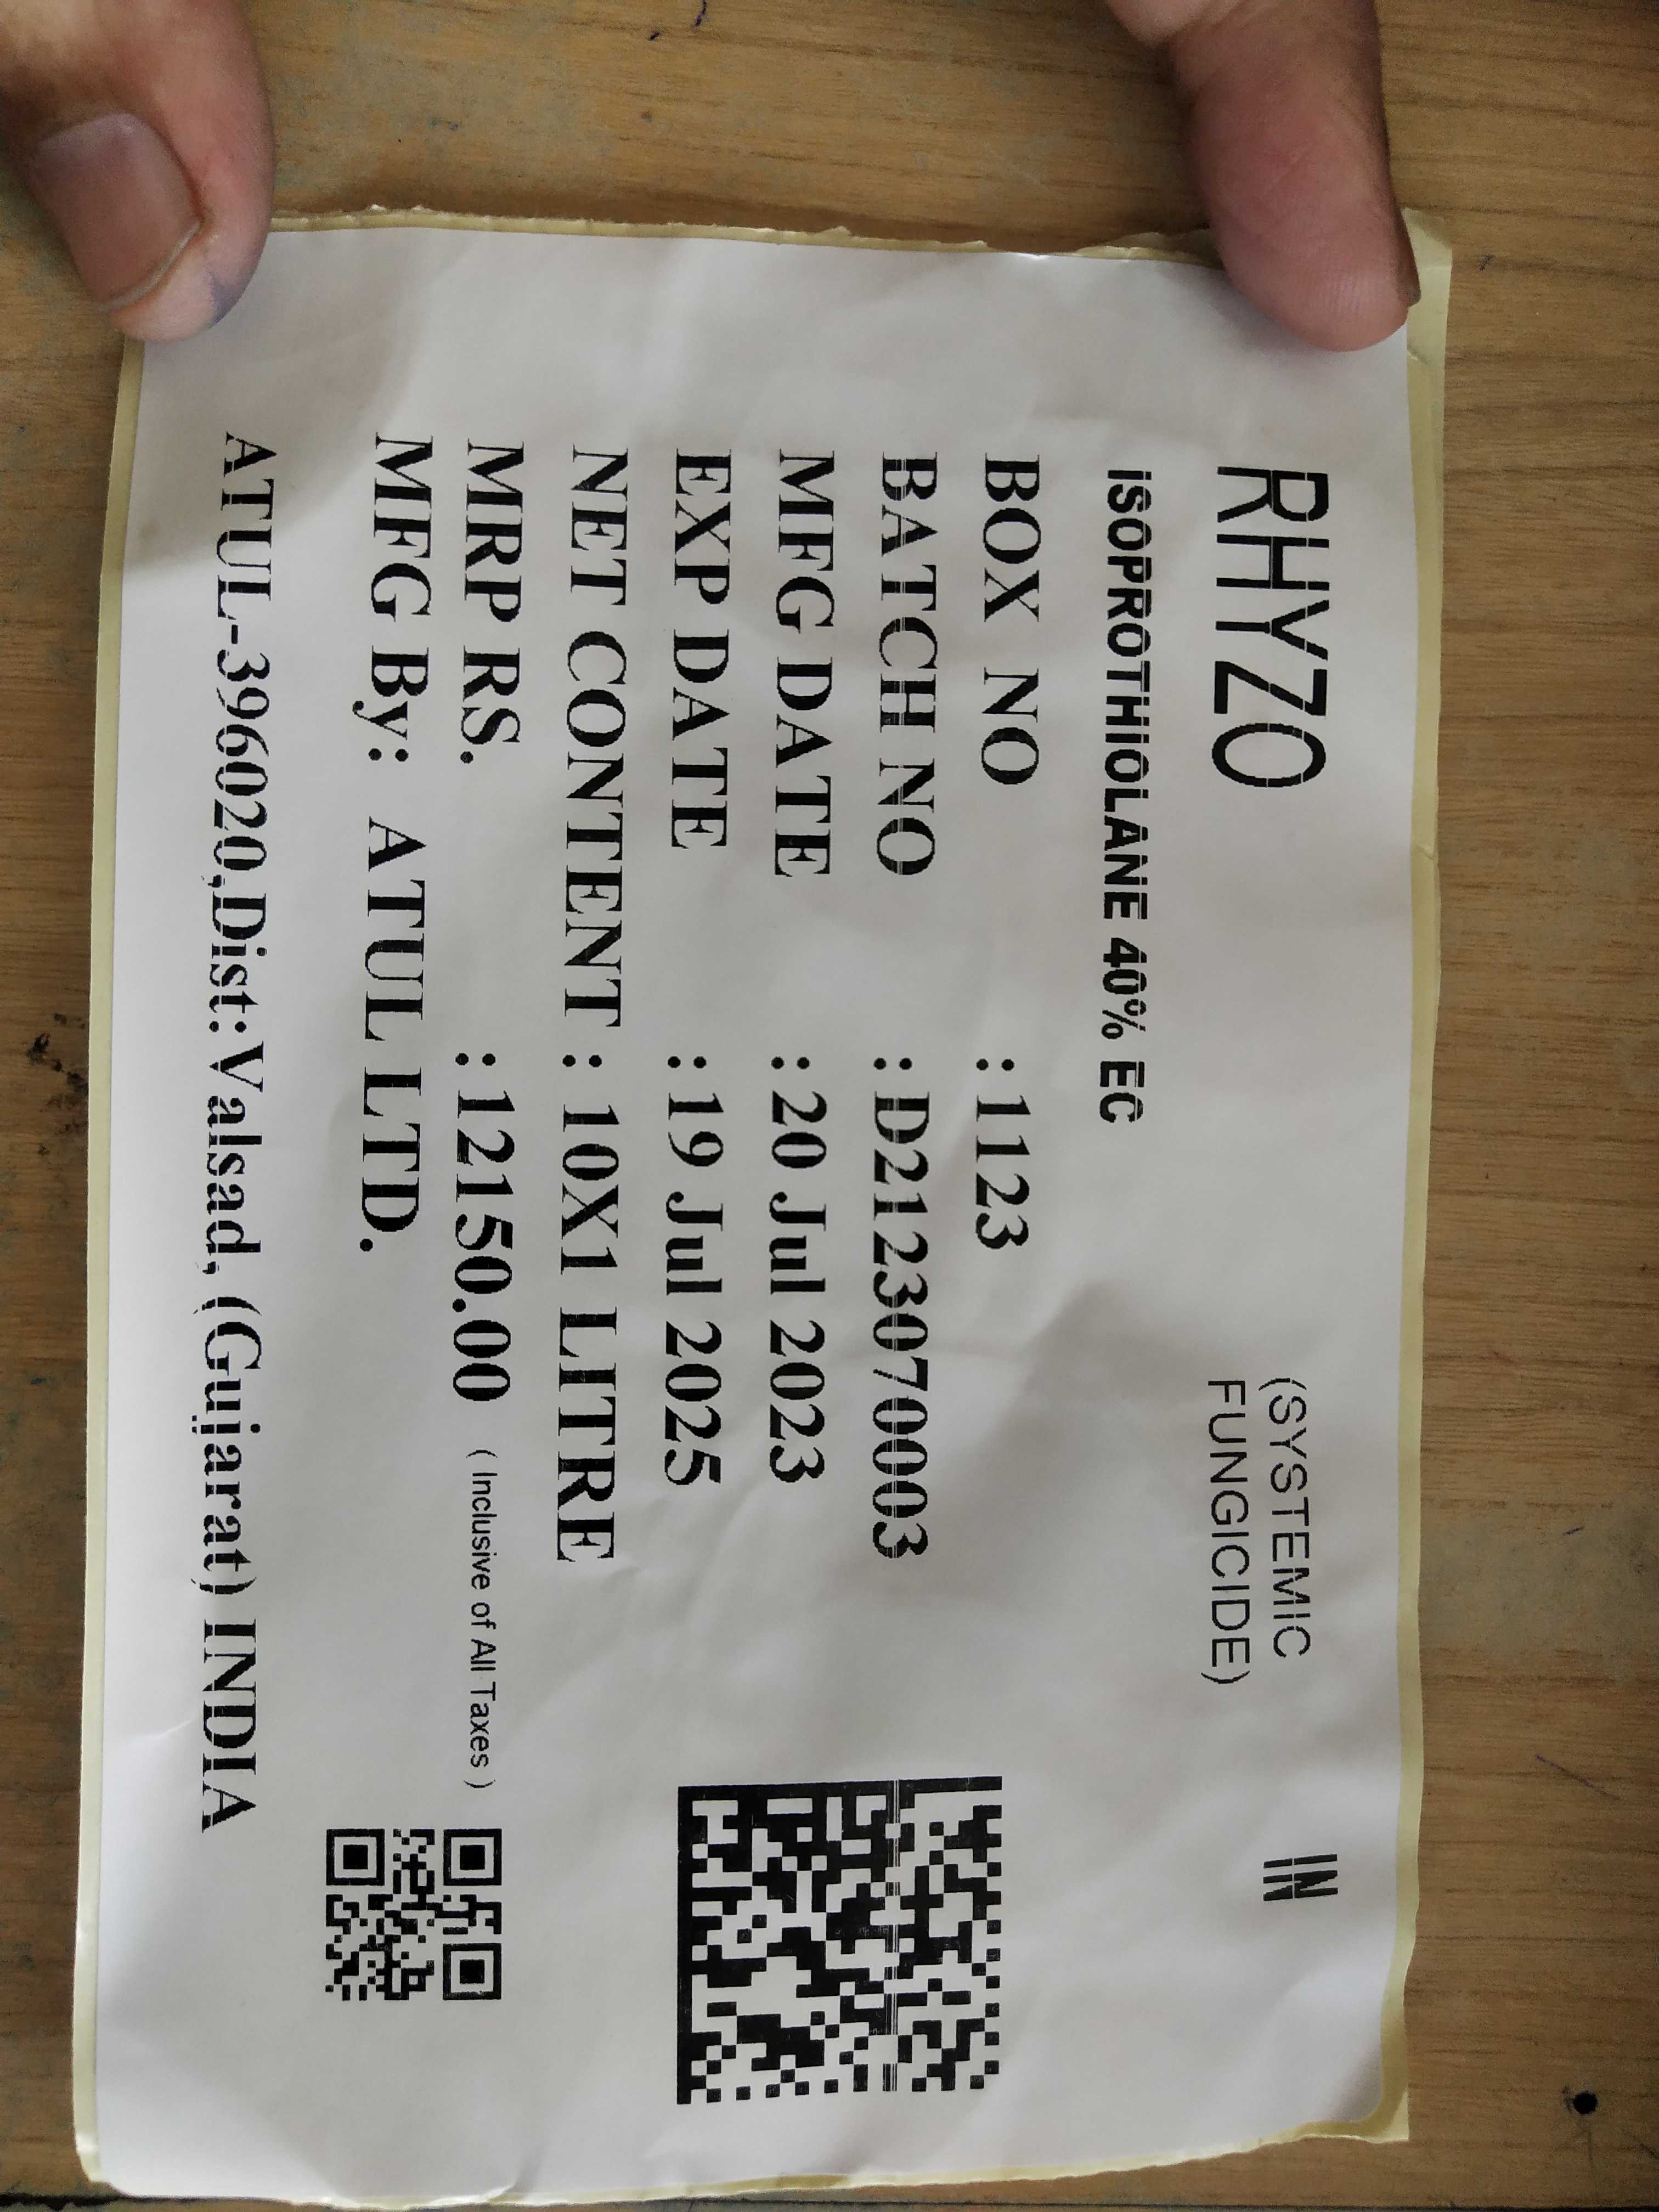 RHYZO
(SYSTEMIC
FUNGICIDE)
IN
ISOPROTHIOLANE 40% EC
BOX NO : 1123
BATCH NO : D2123070003
MFG DATE : 20 Jul 2023
EXP DATE : 19 Jul 2025
NET CONTENT : 10X1 LITRE
MRP RS. : 12150.00 ( Inclusive of All Taxes )
MFG By: ATUL LTD.
ATUL-396020,Dist:Valsad, (Gujarat) INDIA